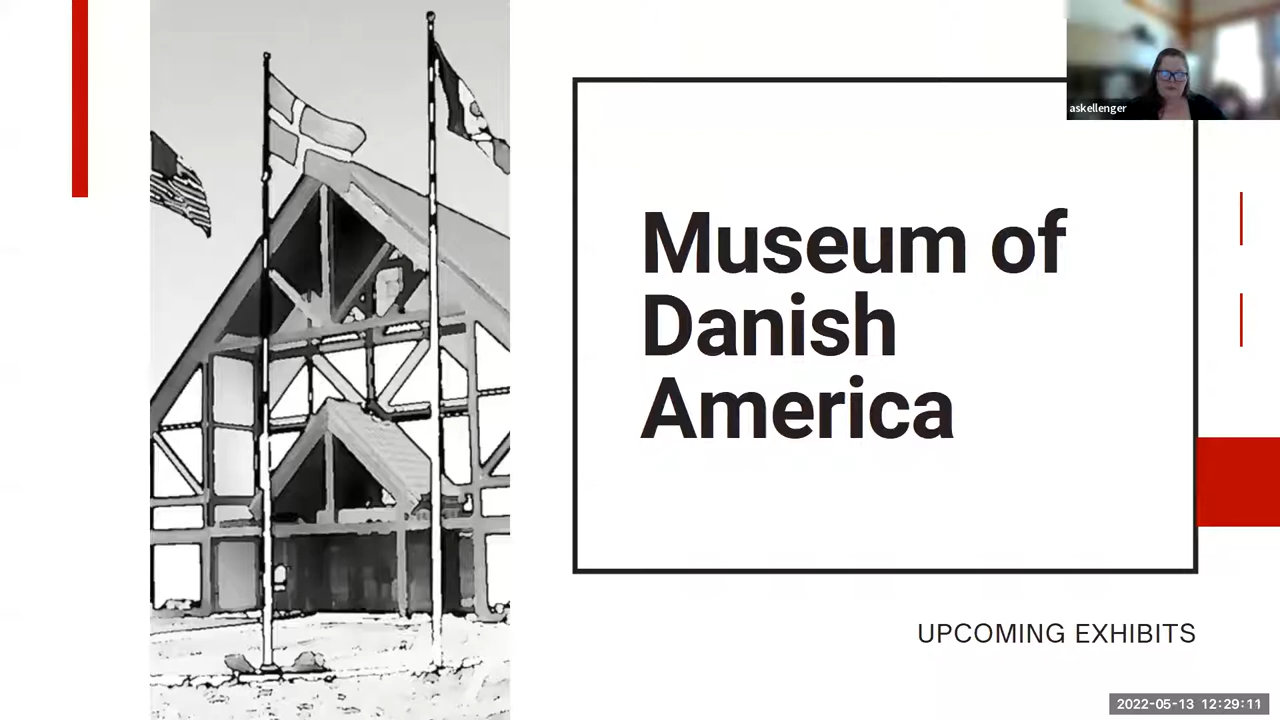 askellenger
Museum of
Danish
America
UPCOMING EXHIBITS
2022-05-13 12:29:11